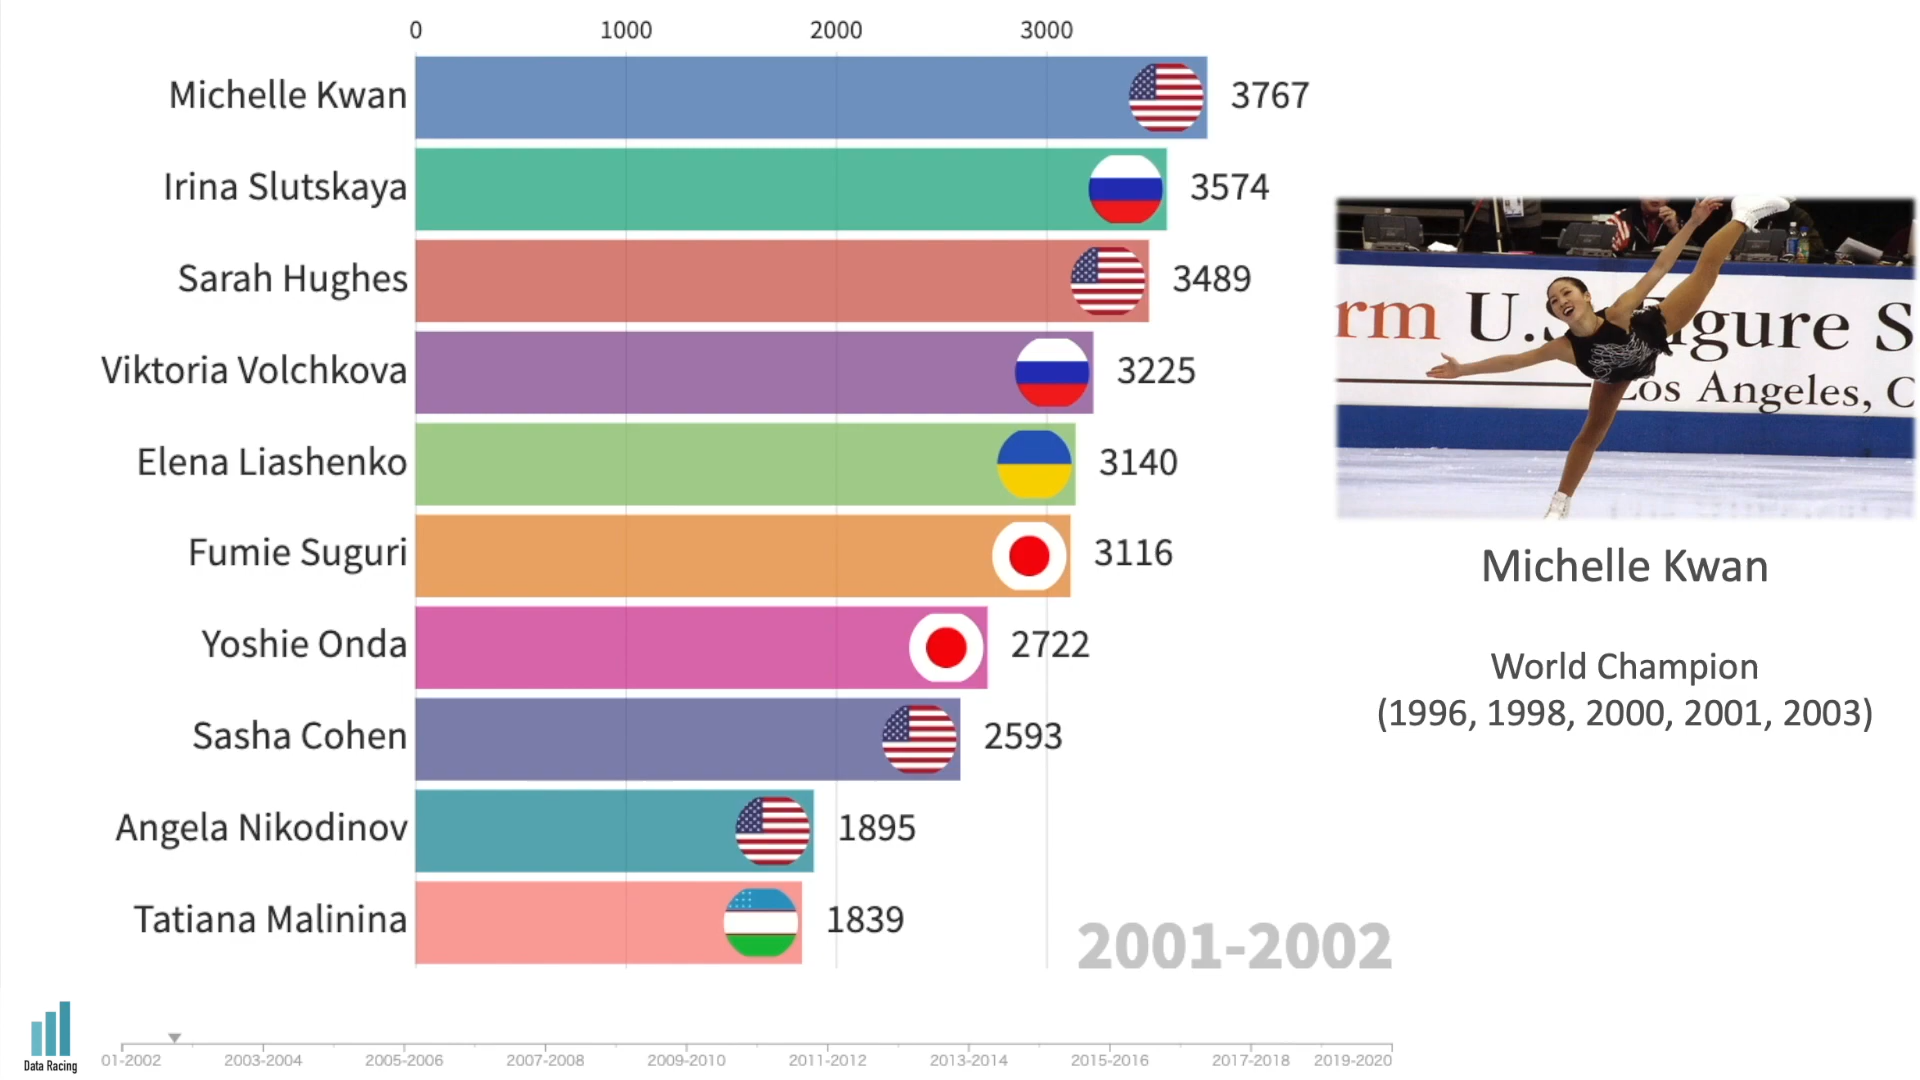 0 1000 2000 3000
Michelle Kwan 3767
Irina Slutskaya 3574
Sarah Hughes 3489
Viktoria Volchkova 3225
Elena Liashenko 3140
Fumie Suguri 3116
Yoshie Onda 2722
Sasha Cohen 2593
Angela Nikodinov 1895
Tatiana Malinina 1839
2001-2002
rm U.S. igure S
Los Angeles, C
Michelle Kwan
World Champion
(1996, 1998, 2000, 2001, 2003)
Data Racing
01-2002 2003-2004 2005-2006 2007-2008 2009-2010 2011-2012 2013-2014 2015-2016 2017-2018 2019-2020